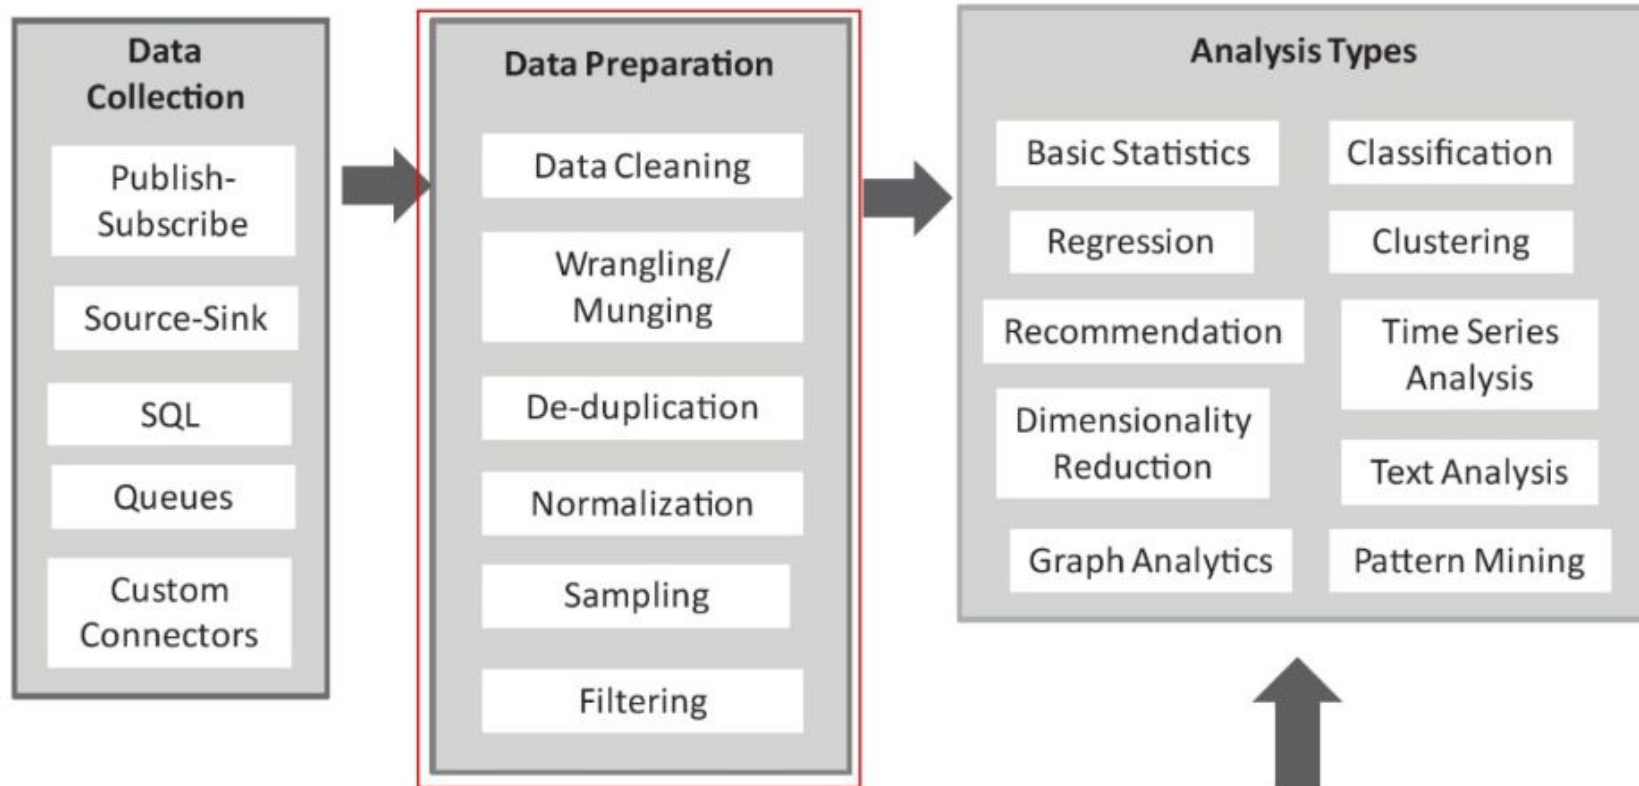 Data
Collection
Publish-
Subscribe
Source-Sink
SQL
Queues
Custom
Connectors
Data Preparation
Data Cleaning
Wrangling/
Munging
De-duplication
Normalization
Sampling
Filtering
Analysis Types
Basic Statistics
Classification
Regression
Clustering
Recommendation
Time Series
Analysis
Dimensionality
Reduction
Text Analysis
Graph Analytics
Pattern Mining